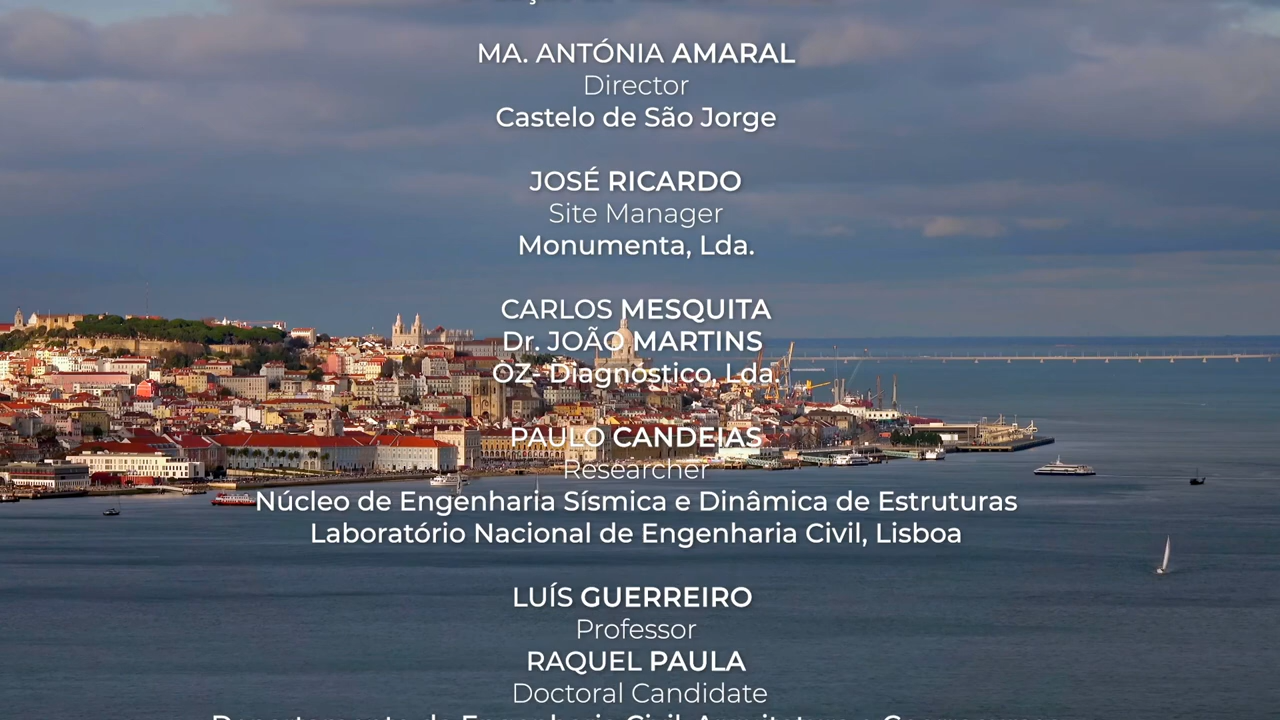 MA. ANTÓNIA AMARAL
Director
Castelo de São Jorge
JOSÉ RICARDO
Site Manager
Monumenta, Lda.
CARLOS MESQUITA
Dr. JOÃO MARTINS
OZ- Diagnóstico, Lda.
PAULO CANDEIAS
Researcher
Núcleo de Engenharia Sísmica e Dinâmica de Estruturas
Laboratório Nacional de Engenharia Civil, Lisboa
LUÍS GUERREIRO
Professor
RAQUEL PAULA
Doctoral Candidate